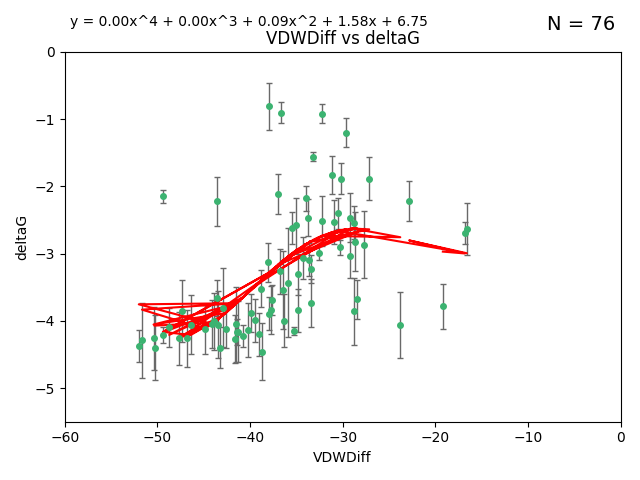 y = 0.00x^4 + 0.00x^3 + 0.09x^2 + 1.58x + 6.75
N = 76
VDWDiff vs deltaG
0
−1
−2
−3
−4
−5
deltaG
−60 −50 −40 −30 −20 −10 0
VDWDiff